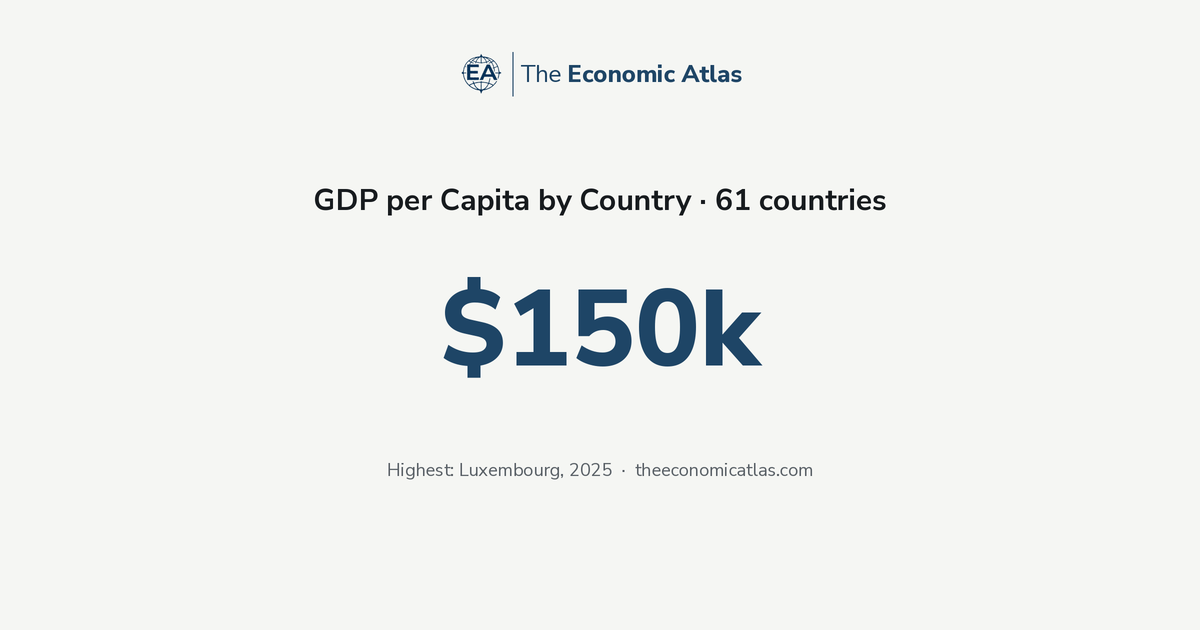 EA The Economic Atlas
GDP per Capita by Country · 61 countries
$150k
Highest: Luxembourg, 2025 · theeconomicatlas.com